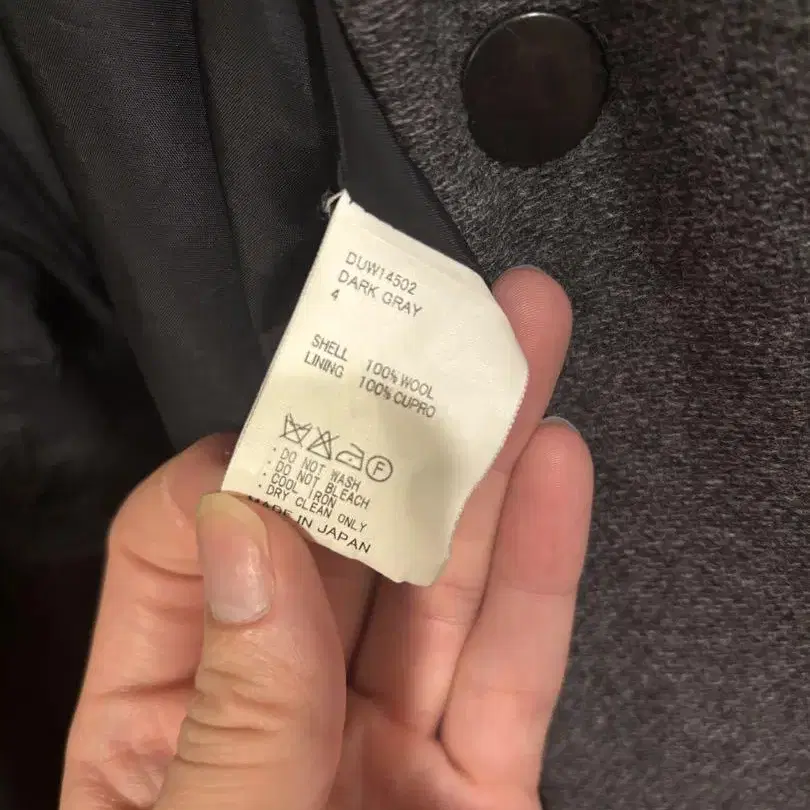 DUW14502
DARK GRAY
4
SHELL 100% WOOL
LINING 100% CUPRO
F
· DO NOT WASH
· DO NOT BLEACH
· COOL IRON
· DRY CLEAN ONLY
MADE IN JAPAN